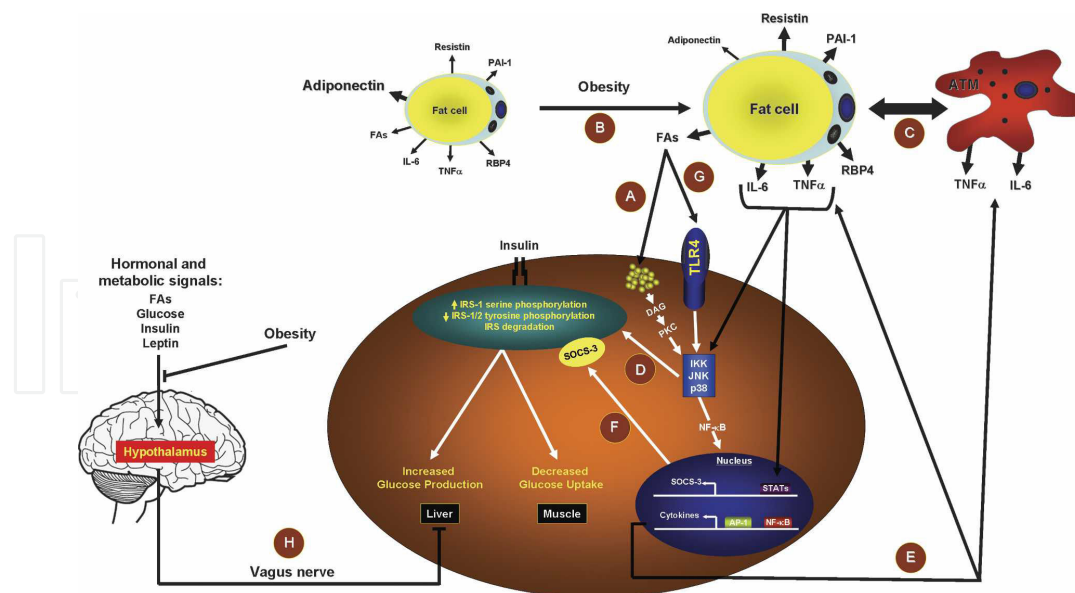 Resistin
PAI-1
Adiponectin
Fat cell
FAs
IL-6
TNFα
RBP4
Obesity
B
Resistin
Adiponectin
PAI-1
Fat cell
FAs
IL-6
TNFα
RBP4
C
ATM
TNFα
IL-6
A
G
TLR4
Insulin
↑ IRS-1 serine phosphorylation
↓ IRS-1/2 tyrosine phosphorylation
IRS degradation
SOCS-3
DAG
PKC
IKK
JNK
p38
D
F
NF-κB
Nucleus
SOCS-3
STATs
Cytokines
AP-1
NF-κB
Increased
Glucose Production
Liver
Decreased
Glucose Uptake
Muscle
E
Hormonal and
metabolic signals:
FAs
Glucose
Insulin
Leptin
Obesity
Hypothalamus
H
Vagus nerve